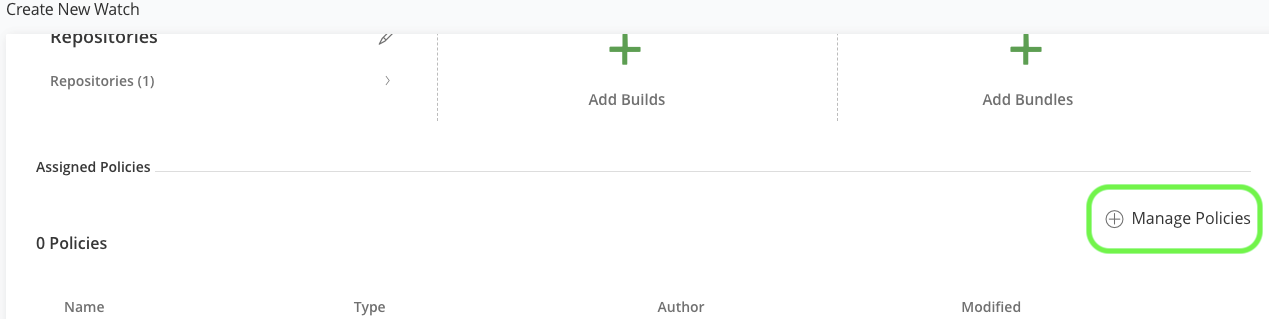 Create New Watch
Repositories
Repositories (1)
Add Builds
Add Bundles
Assigned Policies
Manage Policies
0 Policies
Name Type Author Modified